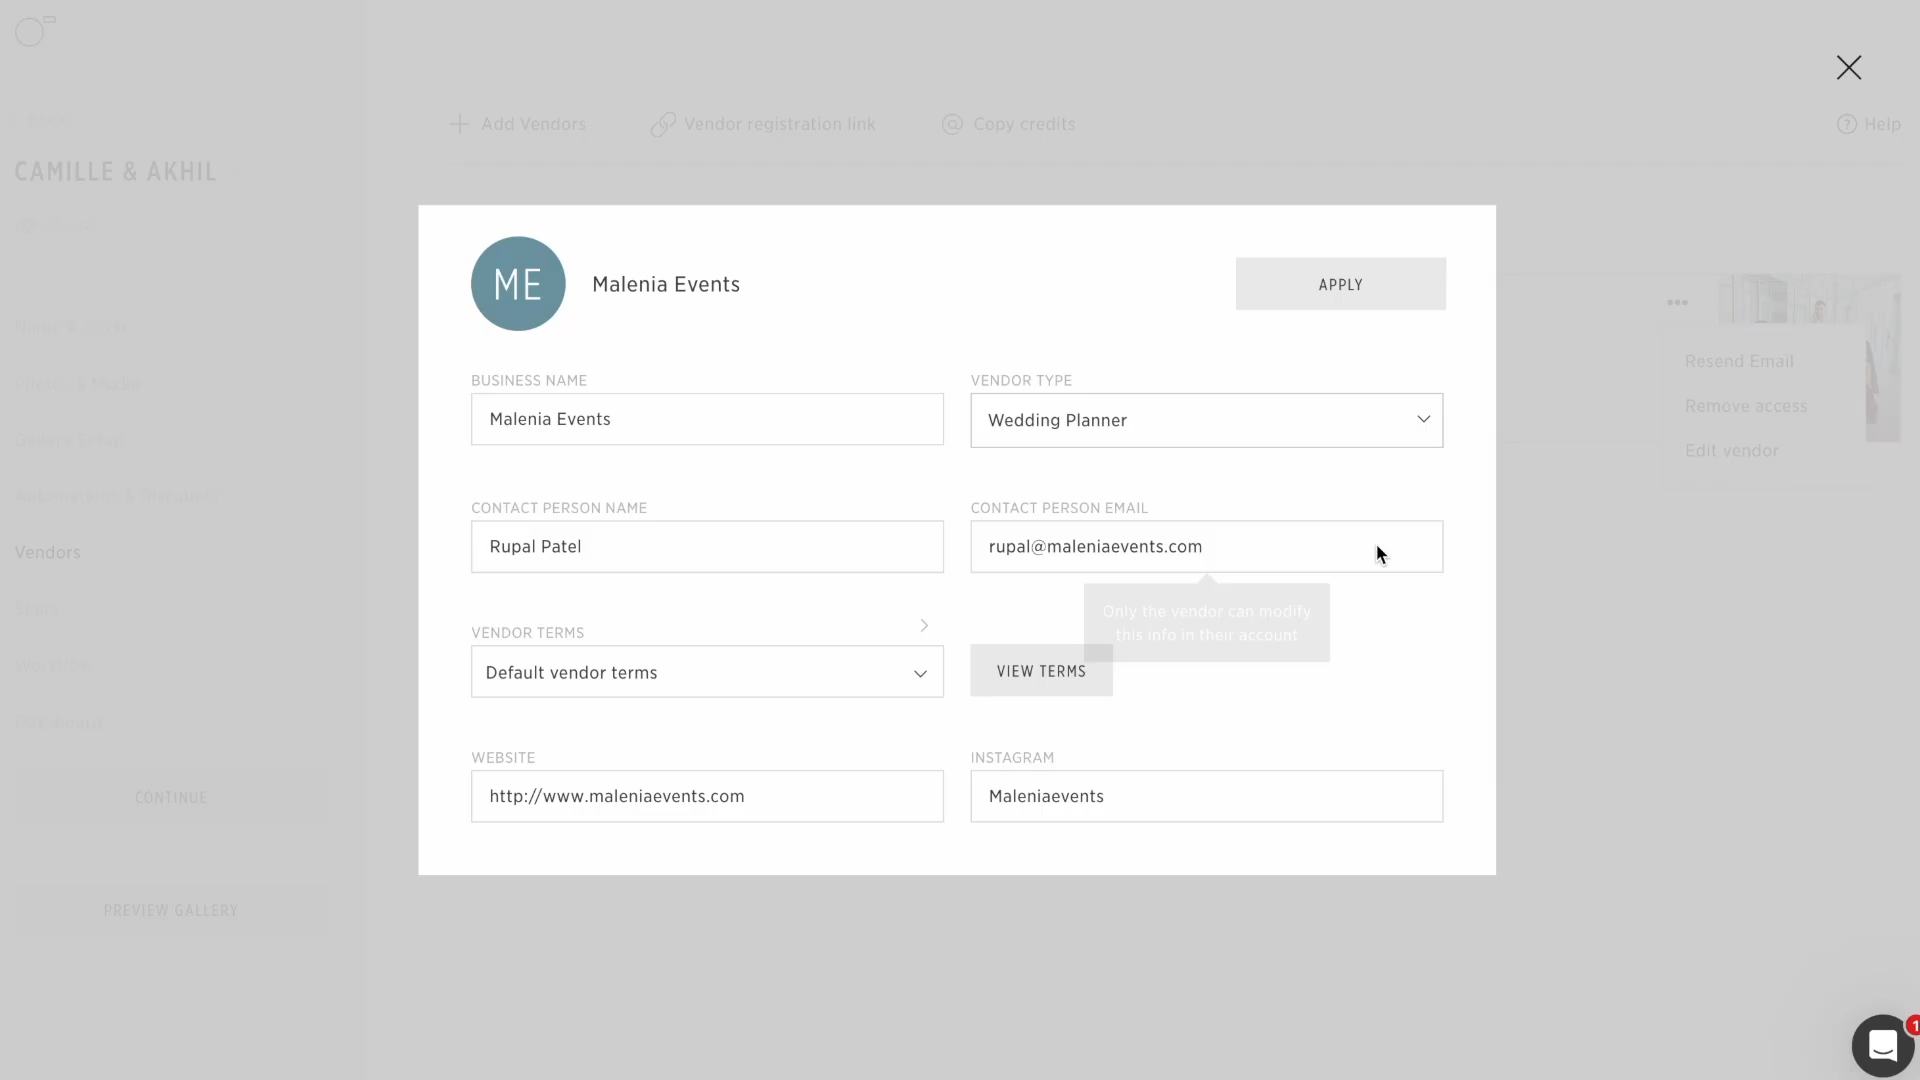 Add Vendors
Vendor registration link
Copy credits
Help
CAMILLE & AKHIL
ME
Malenia Events
APPLY
Resend Email
Remove access
Edit vendor
BUSINESS NAME
Malenia Events
VENDOR TYPE
Wedding Planner
CONTACT PERSON NAME
Rupal Patel
CONTACT PERSON EMAIL
rupal@maleniaevents.com
Only the vendor can modify
this info in their account
Vendors
VENDOR TERMS
Default vendor terms
VIEW TERMS
WEBSITE
http://www.maleniaevents.com
INSTAGRAM
Maleniaevents
CONTINUE
PREVIEW GALLERY
1